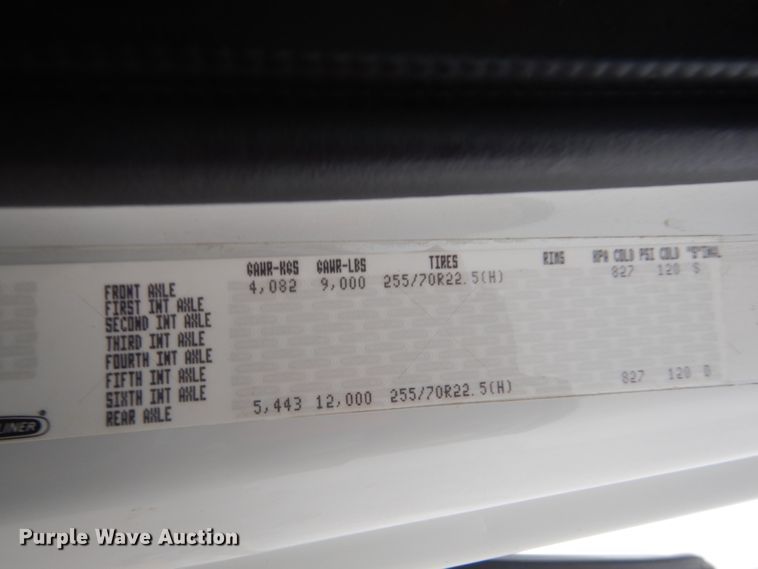 GAWR-KGS GAWR-LBS TIRES RIMS KPA COLD PSI COLD "S"INGL
FRONT AXLE 4,082 9,000 255/70R22.5(H) 827 120 S
FIRST INT AXLE
SECOND INT AXLE
THIRD INT AXLE
FOURTH INT AXLE
FIFTH INT AXLE
SIXTH INT AXLE
REAR AXLE 5,443 12,000 255/70R22.5(H) 827 120 D
LINER
Purple Wave Auction